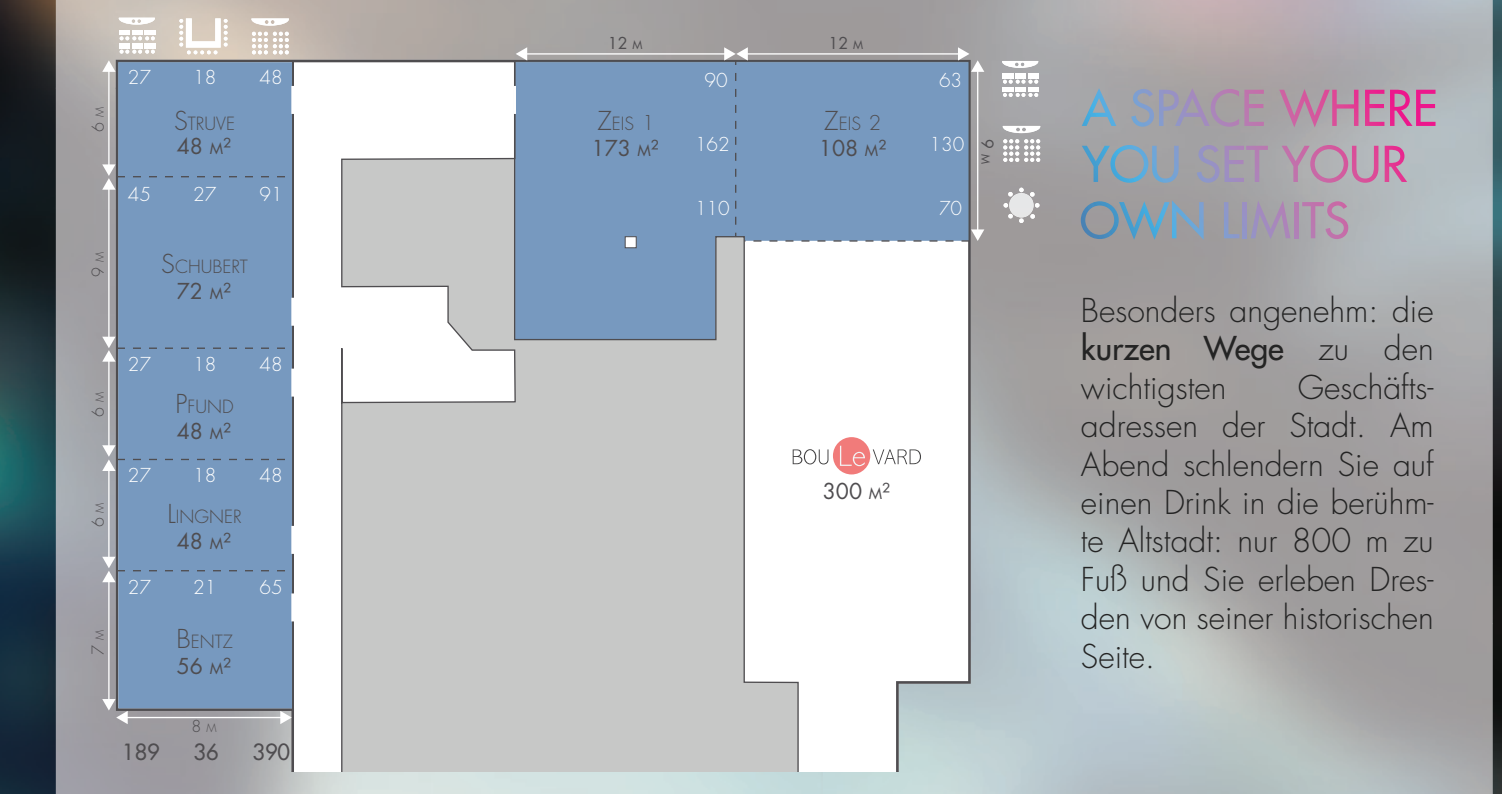 12 M
12 M
27 18 48
90
63
6 M
STRUVE
48 M²
ZEIS 1
173 M²
162
ZEIS 2
108 M²
130
9 M
45 27 91
110
70
9 M
SCHUBERT
72 M²
27 18 48
6 M
PFUND
48 M²
27 18 48
6 M
LINGNER
48 M²
27 21 65
7 M
BENTZ
56 M²
8 M
189 36 390
BOU Le VARD
300 M²
A SPACE WHERE
YOU SET YOUR
OWN LIMITS
Besonders angenehm: die
kurzen Wege zu den
wichtigsten Geschäfts-
adressen der Stadt. Am
Abend schlendern Sie auf
einen Drink in die berühm-
te Altstadt: nur 800 m zu
Fuß und Sie erleben Dres-
den von seiner historischen
Seite.